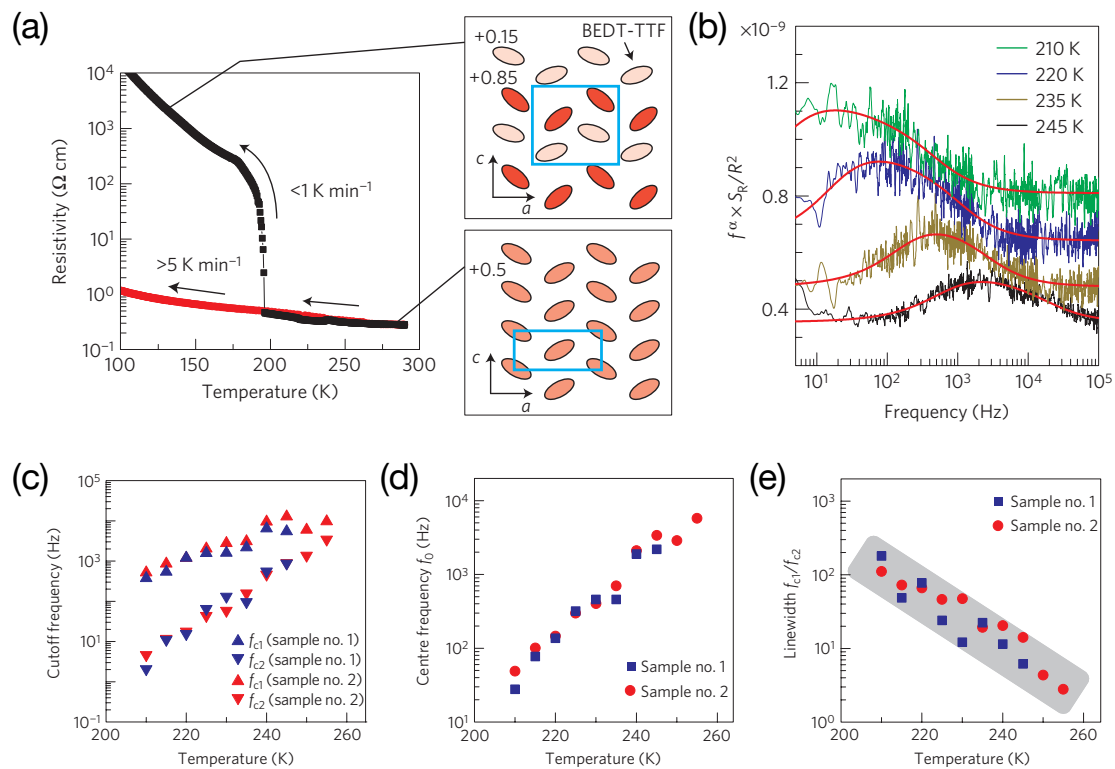 (a)
Resistivity (Ω cm)
10⁴
10³
10²
10¹
10⁰
10⁻¹
100
150
200
250
300
Temperature (K)
<1 K min⁻¹
>5 K min⁻¹
BEDT-TTF
+0.15
+0.85
c
a
+0.5
c
a
(b)
×10⁻⁹
f^α × S_R/R²
1.2
0.8
0.4
210 K
220 K
235 K
245 K
10¹
10²
10³
10⁴
10⁵
Frequency (Hz)
(c)
Cutoff frequency (Hz)
10⁵
10³
10¹
10⁻¹
f_c1 (sample no. 1)
f_c2 (sample no. 1)
f_c1 (sample no. 2)
f_c2 (sample no. 2)
200
220
240
260
Temperature (K)
(d)
Centre frequency f₀ (Hz)
10⁴
10³
10²
10¹
Sample no. 1
Sample no. 2
200
220
240
260
Temperature (K)
(e)
Linewidth f_c1/f_c2
10³
10²
10¹
10⁰
Sample no. 1
Sample no. 2
200
220
240
260
Temperature (K)